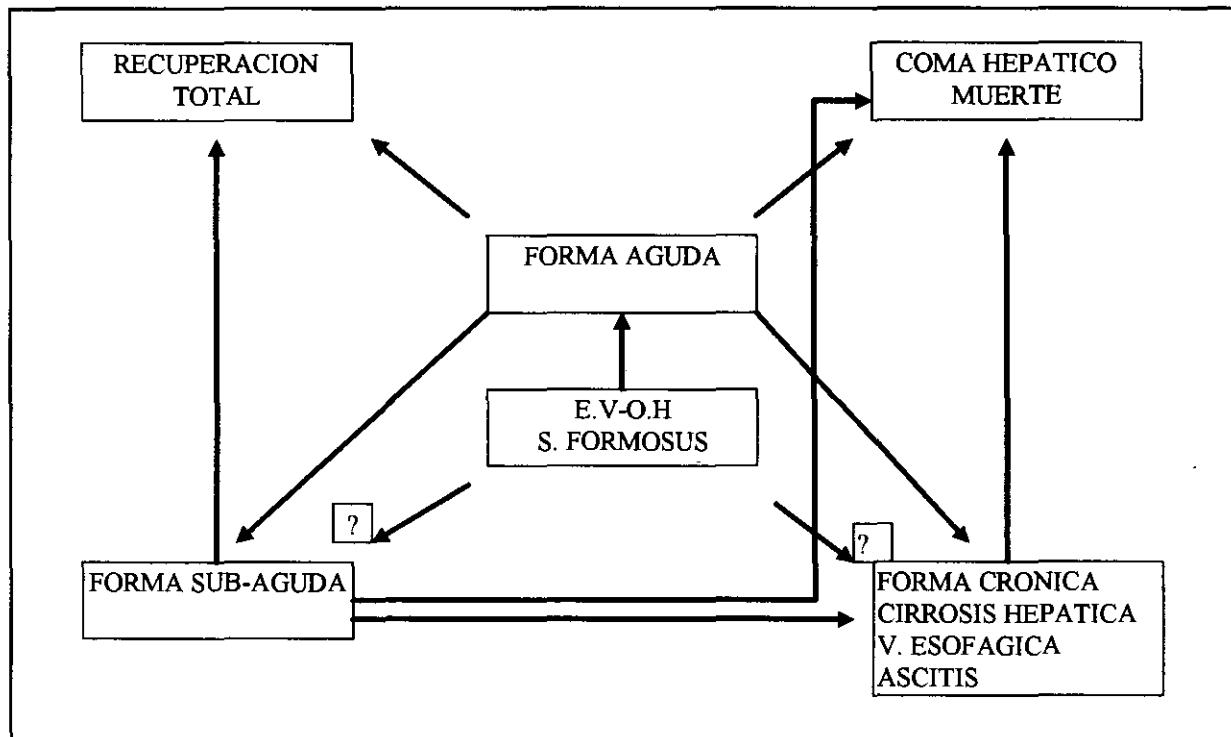 RECUPERACION
TOTAL
COMA HEPATICO
MUERTE
FORMA AGUDA
E.V-O.H
S. FORMOSUS
?
?
FORMA SUB-AGUDA
FORMA CRONICA
CIRROSIS HEPATICA
V. ESOFAGICA
ASCITIS